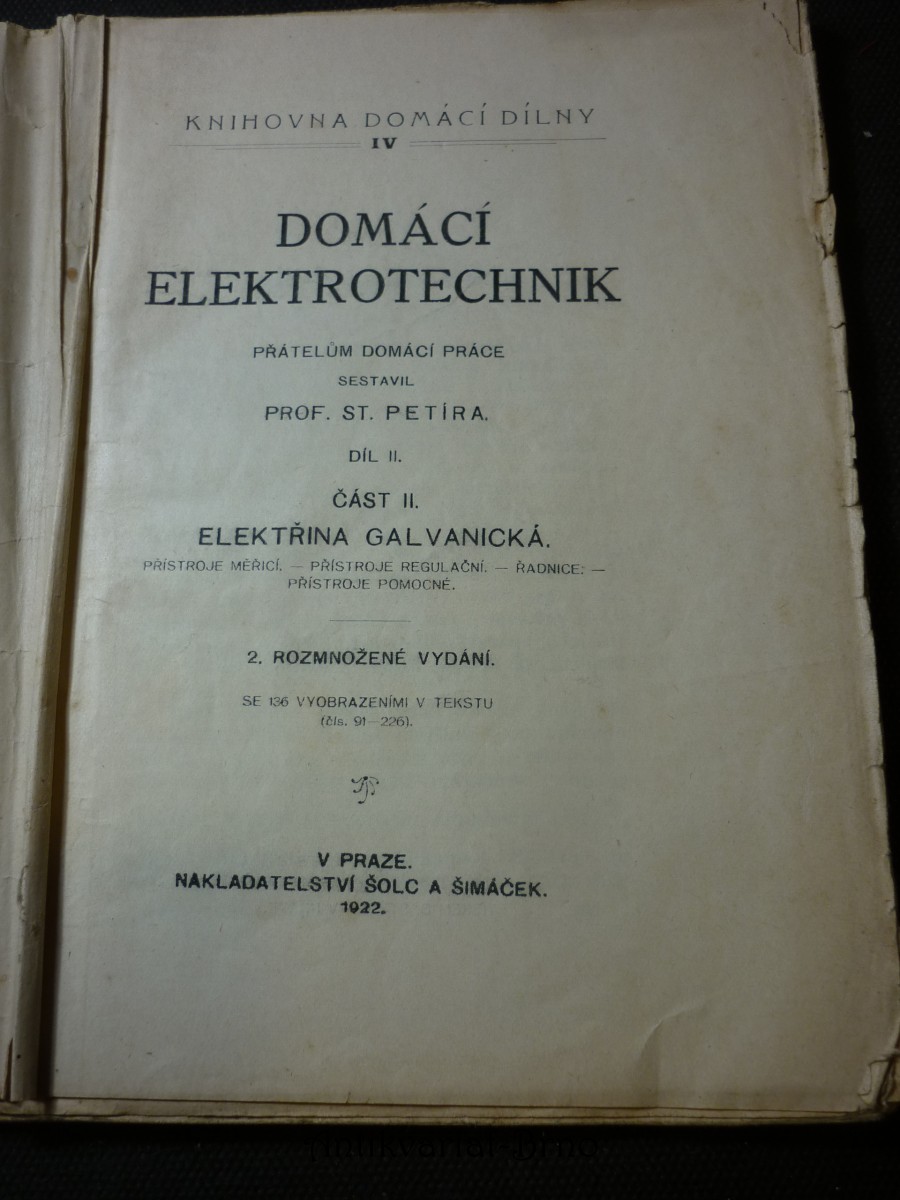 KNIHOVNA DOMÁCÍ DÍLNY
IV
DOMÁCÍ
ELEKTROTECHNIK
PŘÁTELŮM DOMÁCÍ PRÁCE
SESTAVIL
PROF. ST. PETÍRA.
DÍL II.
ČÁST II.
ELEKTŘINA GALVANICKÁ.
PŘÍSTROJE MĚŘICÍ. — PŘÍSTROJE REGULAČNÍ. — ŘADNICE. —
PŘÍSTROJE POMOCNÉ.
2. ROZMNOŽENÉ VYDÁNÍ.
SE 136 VYOBRAZENÍMI V TEKSTU
(čís. 91—226).
V PRAZE.
NAKLADATELSTVÍ ŠOLC A ŠIMÁČEK.
1922.
Antikvariat-Brno